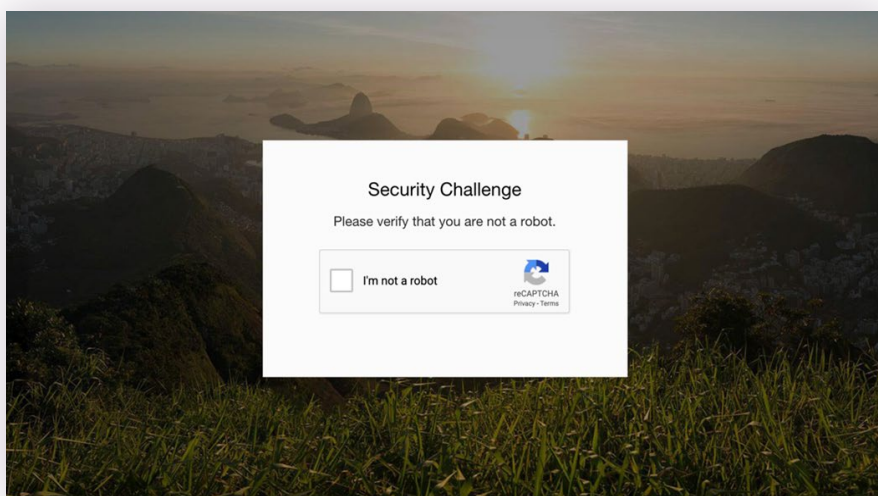 Security Challenge
Please verify that you are not a robot.
I'm not a robot
reCAPTCHA
Privacy - Terms